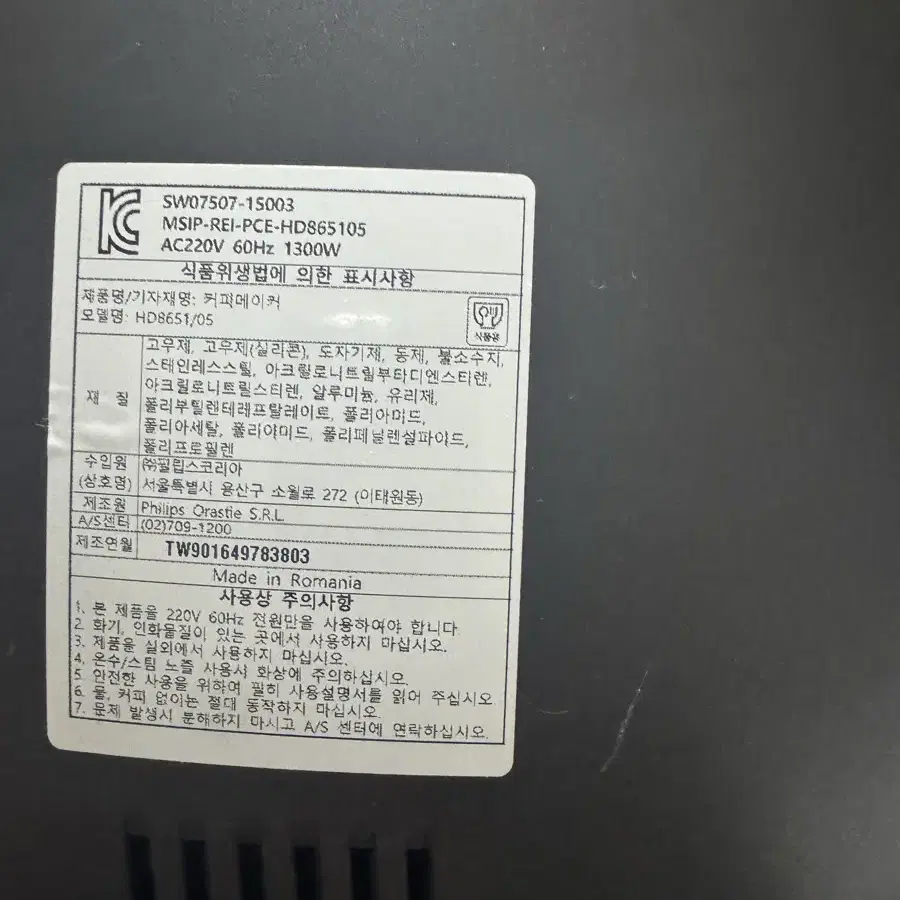 SW07507-15003
MSIP-REI-PCE-HD865105
AC220V 60Hz 1300W
식품위생법에 의한 표시사항
제품명/기자재명: 커피메이커
모델명: HD8651/05
식품용
재 질
고무제, 고무제(실리콘), 도자기제, 동제, 불소수지,
스테인레스스틸, 아크릴로니트릴부타디엔스티렌,
아크릴로니트릴스티렌, 알루미늄, 유리제,
폴리부틸렌테레프탈레이트, 폴리아미드,
폴리아세탈, 폴리아미드, 폴리페닐렌설파이드,
폴리프로필렌
수입원
(상호명)
㈜필립스코리아
서울특별시 용산구 소월로 272 (이태원동)
제조원 Philips Orastie S.R.L
A/S센터 (02)709-1200
제조연월 TW901649783803
Made in Romania
사용상 주의사항
1. 본 제품을 220V 60Hz 전원만을 사용하여야 합니다.
2. 화기, 인화물질이 있는 곳에서 사용하지 마십시오.
3. 제품을 실외에서 사용하지 마십시오.
4. 온수/스팀 노즐 사용시 화상에 주의하십시오.
5. 안전한 사용을 위하여 필히 사용설명서를 읽어 주십시오
6. 물, 커피 없이는 절대 동작하지 마십시오.
7. 문제 발생시 분해하지 마시고 A/S 센터에 연락하십시오.